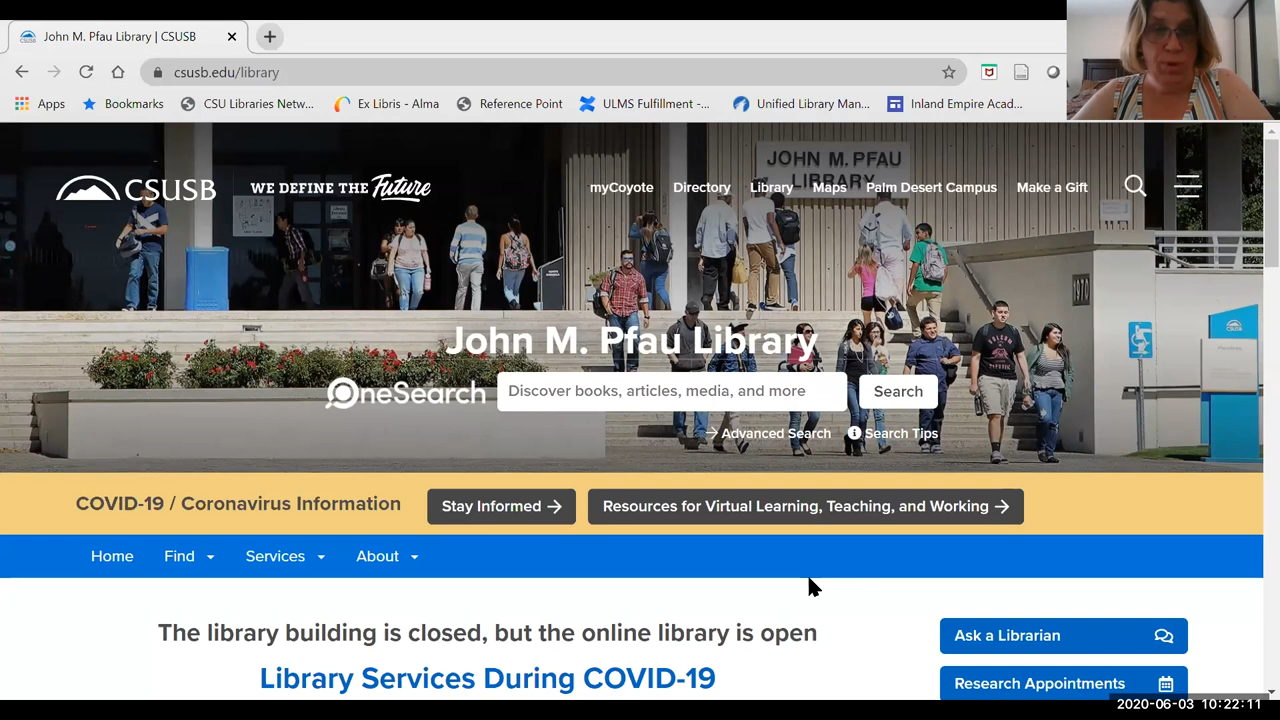 John M. Pfau Library | CSUSB
csusb.edu/library
Apps Bookmarks CSU Libraries Netw... Ex Libris - Alma Reference Point ULMS Fulfillment -... Unified Library Man... Inland Empire Acad...
JOHN M. PFAU
LIBRARY
CSUSB WE DEFINE THE Future myCoyote Directory Library Maps Palm Desert Campus Make a Gift
1970
John M. Pfau Library
OneSearch Discover books, articles, media, and more Search
Advanced Search Search Tips
COVID-19 / Coronavirus Information Stay Informed Resources for Virtual Learning, Teaching, and Working
Home Find Services About
The library building is closed, but the online library is open
Library Services During COVID-19
Ask a Librarian
Research Appointments
2020-06-03 10:22:11